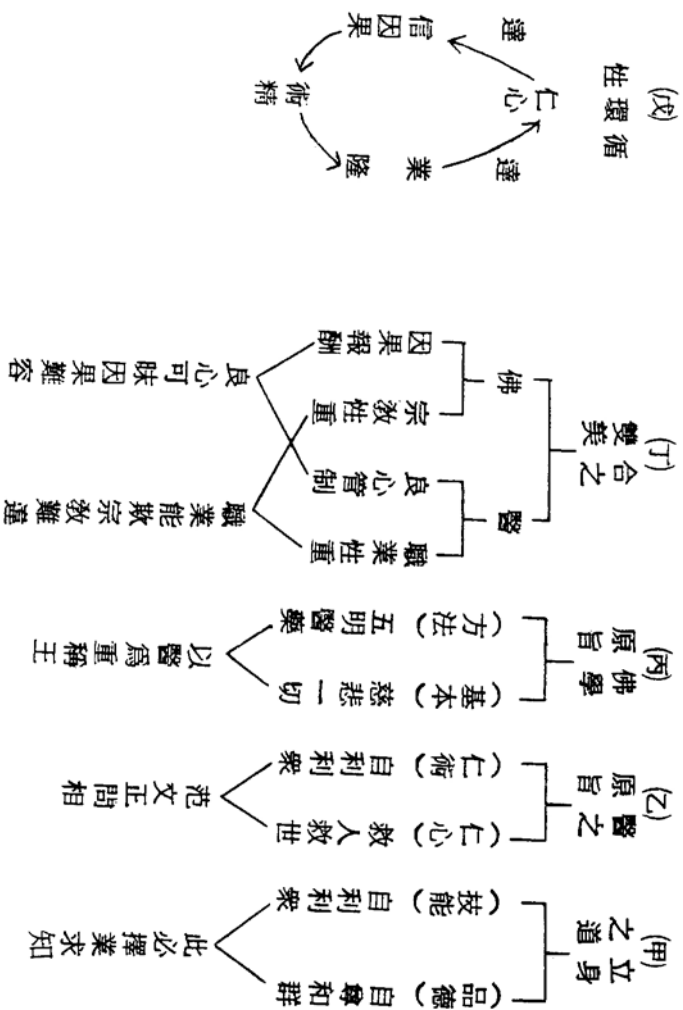 (甲)立身之道
(品德)自尊和群
(技能)自利利衆
此必擇業求知
(乙)醫之原旨
(仁心)救人救世
(仁術)自利利衆
范文正問相
(丙)佛學原旨
(基本)慈悲一切
(方法)五明醫藥
以醫為重稱王
(丁)合之雙美
醫
職業性重
良心管制
佛
宗教性重
因果報酬
職業能欺宗教難違
良心可昧因果難容
(戊)循環性
達
業隆
仁心
術精
達
信因果